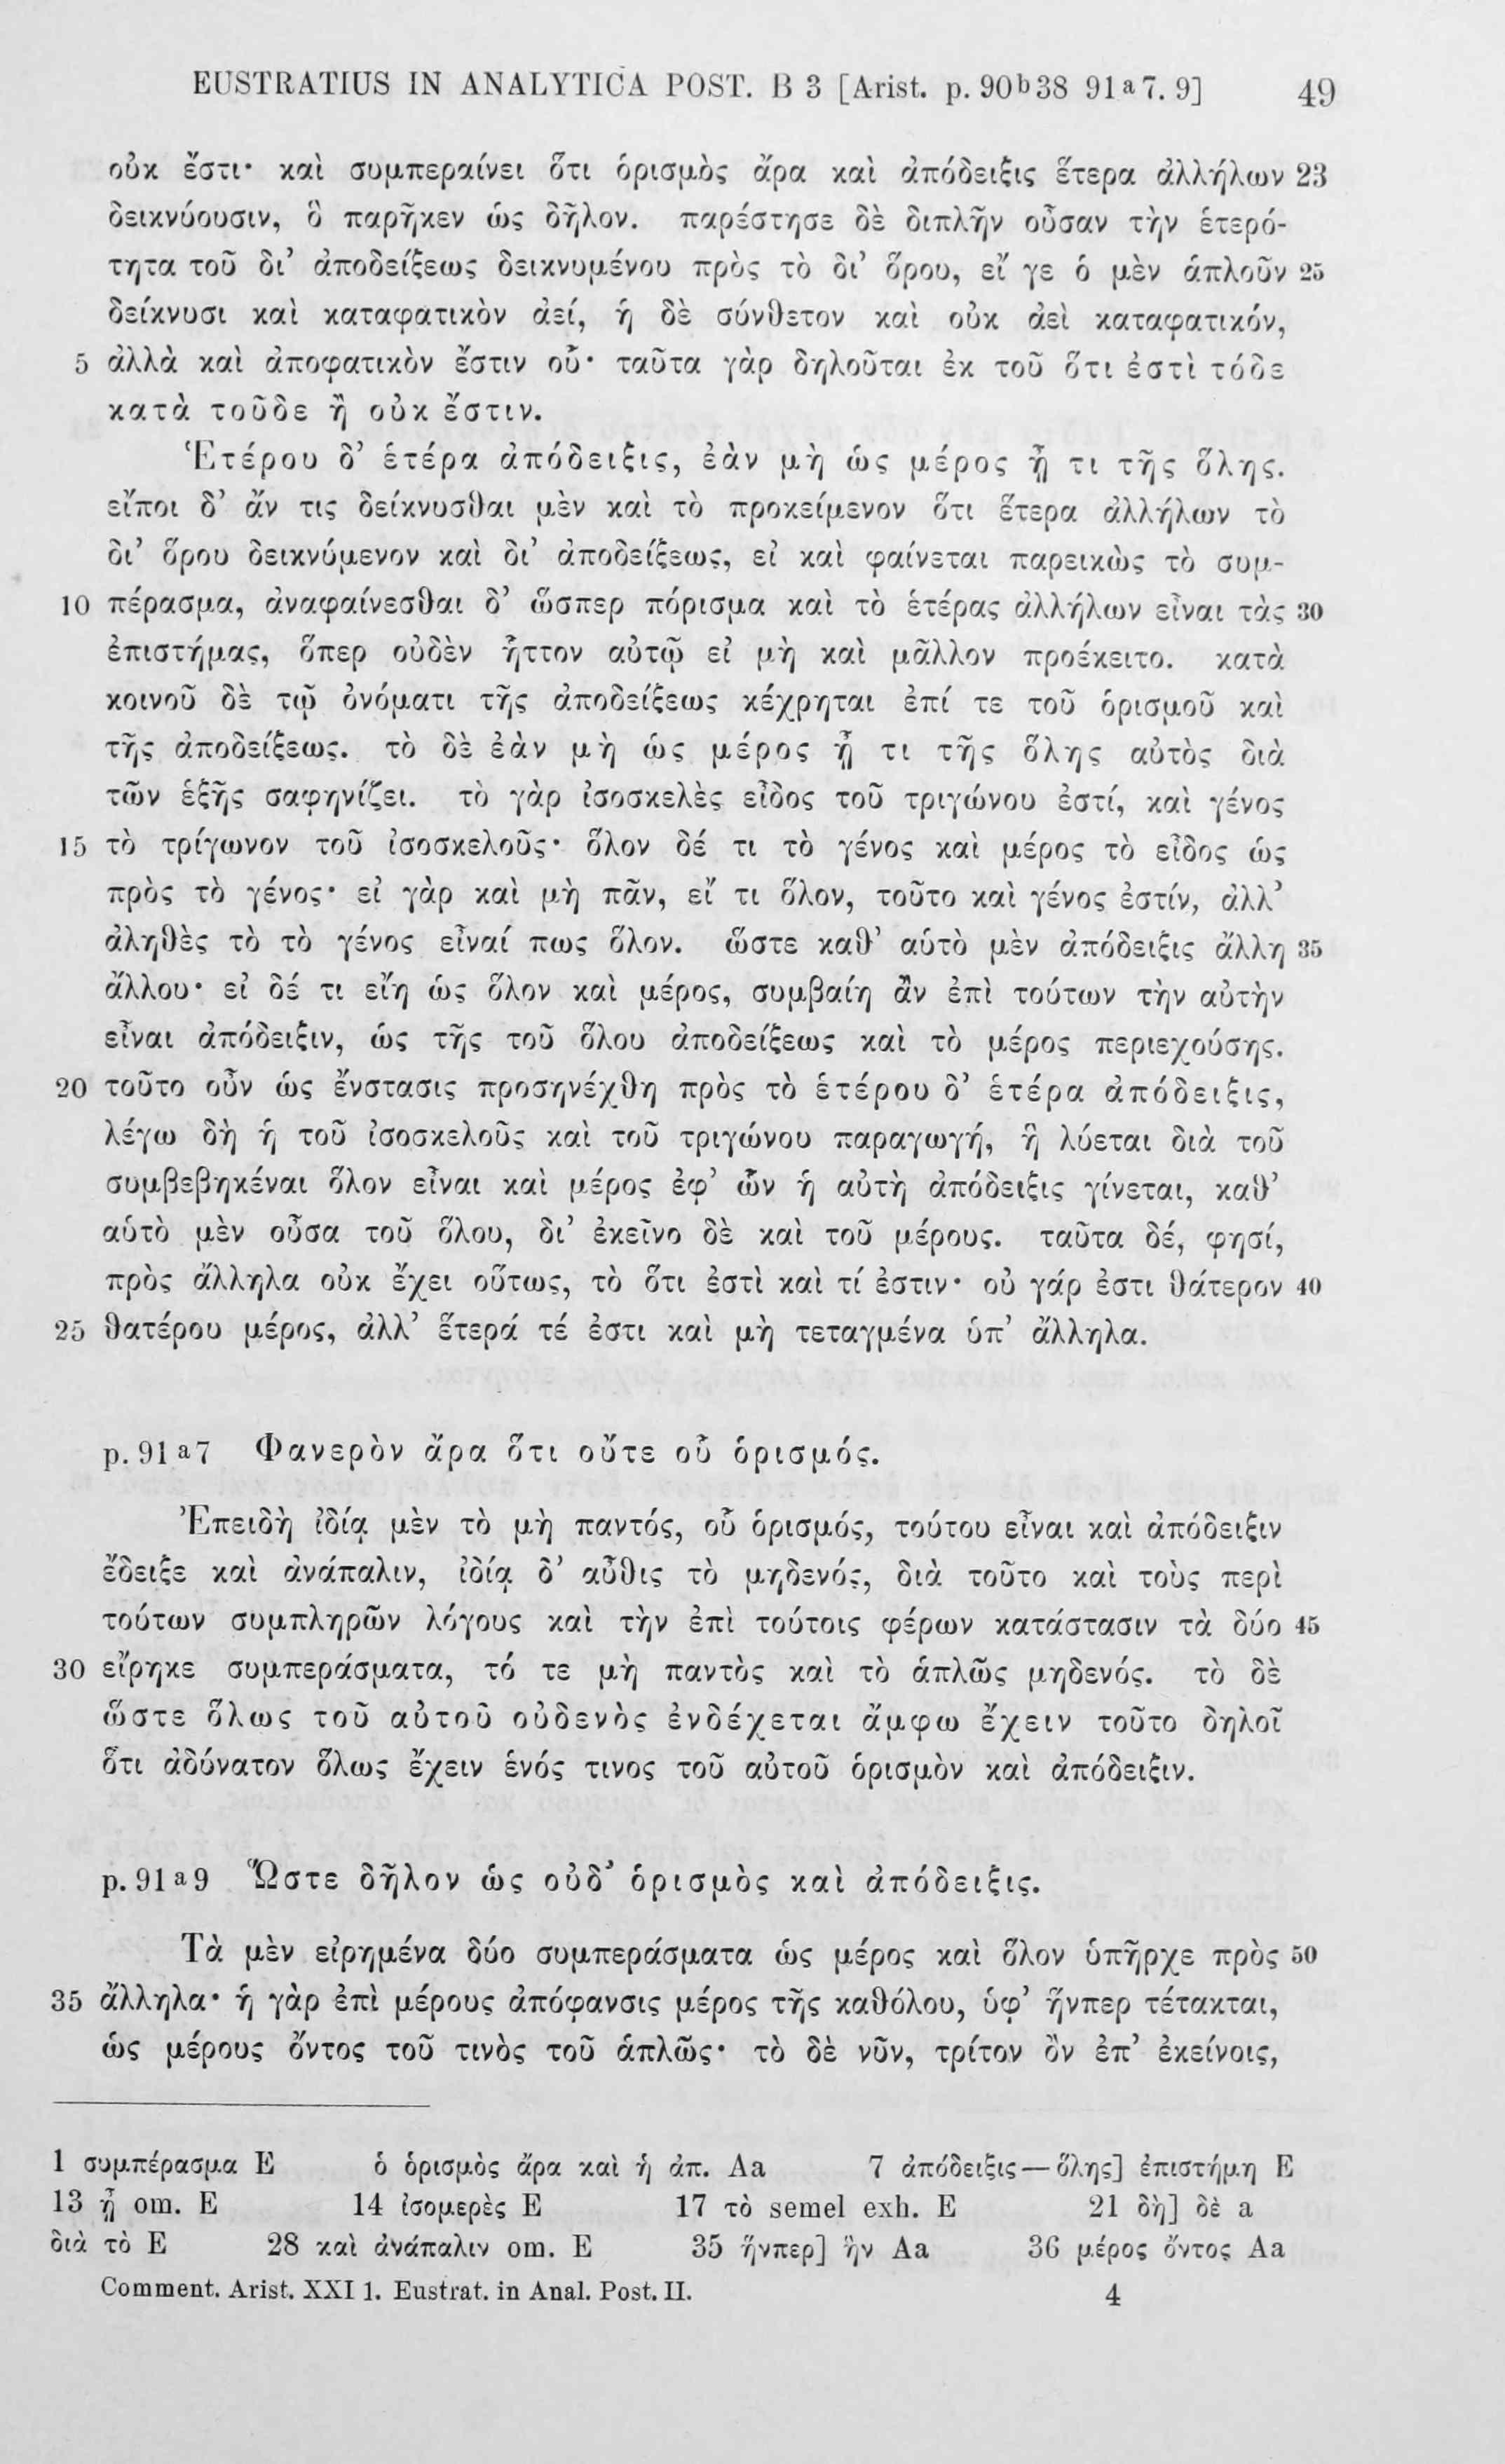 EUSTRATIUS IN ANALYTICA POST. B 3 [Arist. p. 90b38 91a7. 9] 49
οὐκ ἔστι· καὶ συμπεραίνει ὅτι ὁρισμὸς ἄρα καὶ ἀπόδειξις ἕτερα ἀλλήλων 23
δεικνύουσιν, ὃ παρῆκεν ὡς δῆλον. παρέστησε δὲ διπλῆν οὖσαν τὴν ἑτερό-
τητα τοῦ δι' ἀποδείξεως δεικνυμένου πρὸς τὸ δι' ὅρου, εἴ γε ὁ μὲν ἁπλοῦν 25
δείκνυσι καὶ καταφατικὸν ἀεί, ἡ δὲ σύνθετον καὶ οὐκ ἀεὶ καταφατικόν,
5 ἀλλὰ καὶ ἀποφατικὸν ἔστιν οὗ· ταῦτα γὰρ δηλοῦται ἐκ τοῦ ὅτι ἐστὶ τόδε
κατὰ τοῦδε ἢ οὐκ ἔστιν.
Ἑτέρου δ' ἑτέρα ἀπόδειξις, ἐὰν μὴ ὡς μέρος ᾖ τι τῆς ὅλης.
εἴποι δ' ἄν τις δείκνυσθαι μὲν καὶ τὸ προκείμενον ὅτι ἕτερα ἀλλήλων τὸ
δι' ὅρου δεικνύμενον καὶ δι' ἀποδείξεως, εἰ καὶ φαίνεται παρεικὼς τὸ συμ-
10 πέρασμα, ἀναφαίνεσθαι δ' ὥσπερ πόρισμα καὶ τὸ ἑτέρας ἀλλήλων εἶναι τὰς 30
ἐπιστήμας, ὅπερ οὐδὲν ἧττον αὐτῷ εἰ μὴ καὶ μᾶλλον προέκειτο. κατὰ
κοινοῦ δὲ τῷ ὀνόματι τῆς ἀποδείξεως κέχρηται ἐπί τε τοῦ ὁρισμοῦ καὶ
τῆς ἀποδείξεως. τὸ δὲ ἐὰν μὴ ὡς μέρος ᾖ τι τῆς ὅλης αὐτὸς διὰ
τῶν ἑξῆς σαφηνίζει. τὸ γὰρ ἰσοσκελὲς εἶδος τοῦ τριγώνου ἐστί, καὶ γένος
15 τὸ τρίγωνον τοῦ ἰσοσκελοῦς· ὅλον δέ τι τὸ γένος καὶ μέρος τὸ εἶδος ὡς
πρὸς τὸ γένος· εἰ γὰρ καὶ μὴ πᾶν, εἴ τι ὅλον, τοῦτο καὶ γένος ἐστίν, ἀλλ'
ἀληθὲς τὸ τὸ γένος εἶναί πως ὅλον. ὥστε καθ' αὑτὸ μὲν ἀπόδειξις ἄλλη 35
ἄλλου· εἰ δέ τι εἴη ὡς ὅλον καὶ μέρος, συμβαίη ἂν ἐπὶ τούτων τὴν αὐτὴν
εἶναι ἀπόδειξιν, ὡς τῆς τοῦ ὅλου ἀποδείξεως καὶ τὸ μέρος περιεχούσης.
20 τοῦτο οὖν ὡς ἔνστασις προσηνέχθη πρὸς τὸ ἑτέρου δ' ἑτέρα ἀπόδειξις,
λέγω δὴ ἡ τοῦ ἰσοσκελοῦς καὶ τοῦ τριγώνου παραγωγή, ἣ λύεται διὰ τοῦ
συμβεβηκέναι ὅλον εἶναι καὶ μέρος ἐφ' ὧν ἡ αὐτὴ ἀπόδειξις γίνεται, καθ'
αὑτὸ μὲν οὖσα τοῦ ὅλου, δι' ἐκεῖνο δὲ καὶ τοῦ μέρους. ταῦτα δέ, φησί,
πρὸς ἄλληλα οὐκ ἔχει οὕτως, τὸ ὅτι ἐστὶ καὶ τί ἐστιν· οὐ γάρ ἐστι θάτερον 40
25 θατέρου μέρος, ἀλλ' ἕτερά τέ ἐστι καὶ μὴ τεταγμένα ὑπ' ἄλληλα.
p. 91a7 Φανερὸν ἄρα ὅτι οὔτε οὗ ὁρισμός.
Ἐπειδὴ ἰδίᾳ μὲν τὸ μὴ παντός, οὗ ὁρισμός, τούτου εἶναι καὶ ἀπόδειξιν
ἔδειξε καὶ ἀνάπαλιν, ἰδίᾳ δ' αὖθις τὸ μηδενός, διὰ τοῦτο καὶ τοὺς περὶ
τούτων συμπληρῶν λόγους καὶ τὴν ἐπὶ τούτοις φέρων κατάστασιν τὰ δύο 45
30 εἴρηκε συμπεράσματα, τό τε μὴ παντὸς καὶ τὸ ἁπλῶς μηδενός. τὸ δὲ
ὥστε ὅλως τοῦ αὐτοῦ οὐδενὸς ἐνδέχεται ἄμφω ἔχειν τοῦτο δηλοῖ
ὅτι ἀδύνατον ὅλως ἔχειν ἑνός τινος τοῦ αὐτοῦ ὁρισμὸν καὶ ἀπόδειξιν.
p. 91a9 Ὥστε δῆλον ὡς οὐδ' ὁρισμὸς καὶ ἀπόδειξις.
Τὰ μὲν εἰρημένα δύο συμπεράσματα ὡς μέρος καὶ ὅλον ὑπῆρχε πρὸς 50
35 ἄλληλα· ἡ γὰρ ἐπὶ μέρους ἀπόφανσις μέρος τῆς καθόλου, ὑφ' ἥνπερ τέτακται,
ὡς μέρους ὄντος τοῦ τινὸς τοῦ ἁπλῶς· τὸ δὲ νῦν, τρίτον ὂν ἐπ' ἐκείνοις,
1 συμπέρασμα E ὁ ὁρισμὸς ἄρα καὶ ἡ ἀπ. Aa 7 ἀπόδειξις—ὅλης] ἐπιστήμη E
13 ᾖ om. E 14 ἰσομερὲς E 17 τὸ semel exh. E 21 δὴ] δὲ a
διὰ τὸ E 28 καὶ ἀνάπαλιν om. E 35 ἥνπερ] ἣν Aa 36 μέρος ὄντος Aa
Comment. Arist. XXI 1. Eustrat. in Anal. Post. II. 4